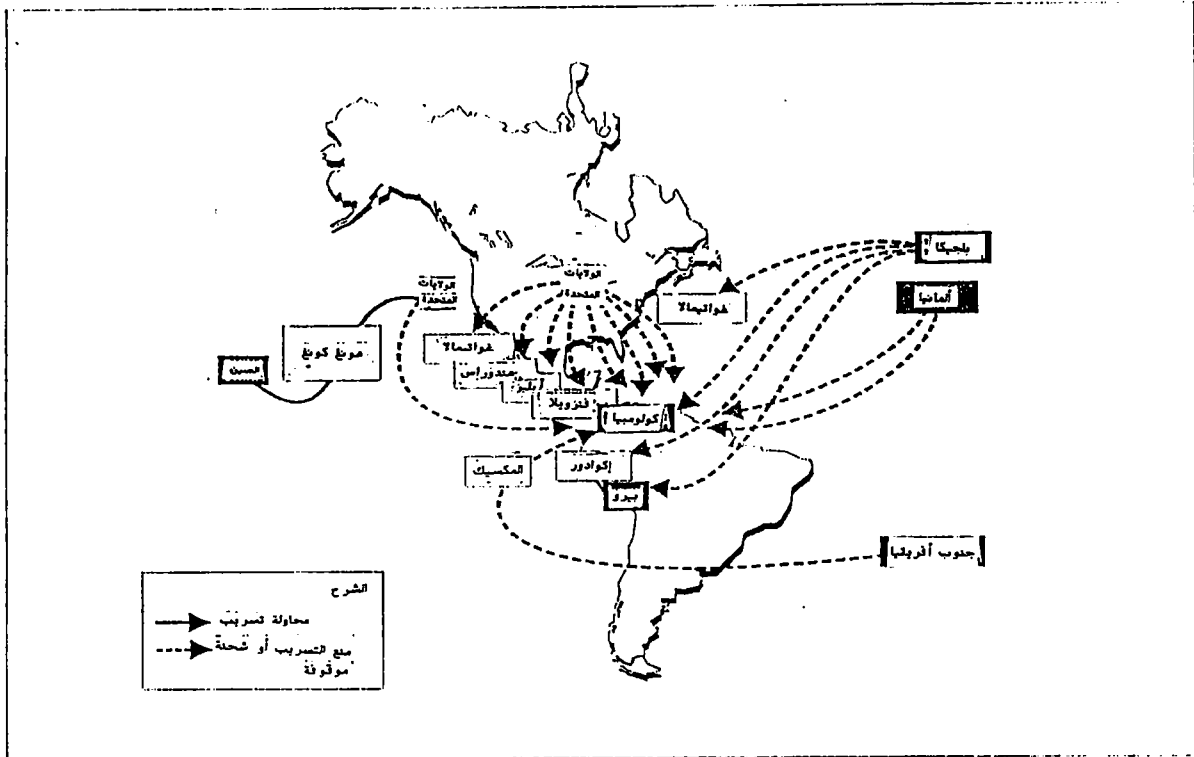 بلجيكا
ألمانيا
الولايات
المتحدة
الولايات
المتحدة
غواتيمالا
هونغ كونغ
الصين
غواتيمالا
هندوراس
بليز
فنزويلا
كولومبيا
المكسيك
إكوادور
بيرو
جنوب أفريقيا
الشرح
محاولة تسريب
منع التسريب أو شحنة
موقوفة